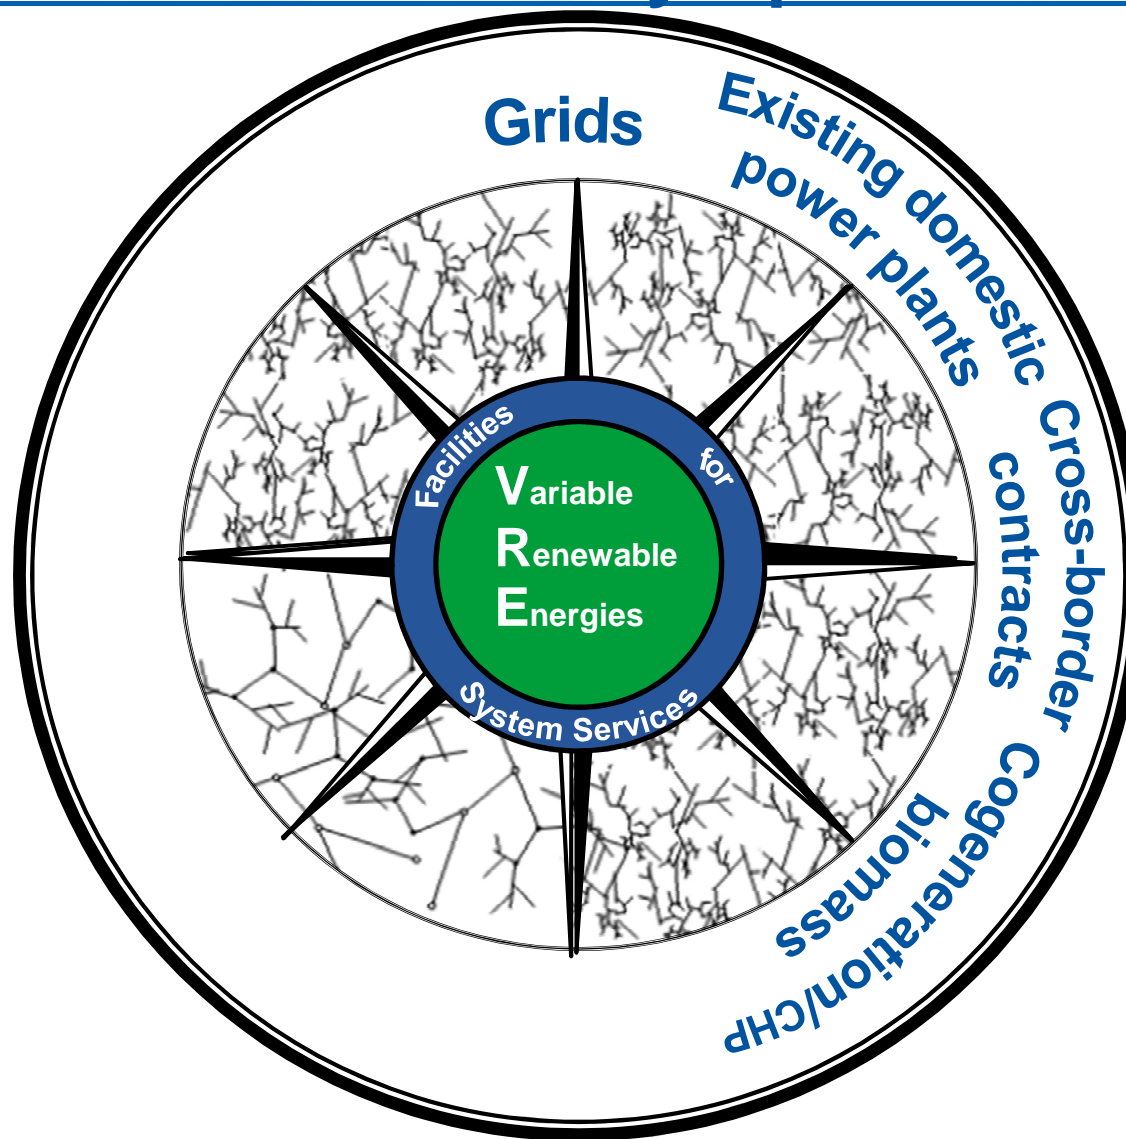 Grids
Existing domestic
power plants
Cross-border
contracts
Cogeneration/CHP
biomass
Facilities for
System Services
Variable
Renewable
Energies